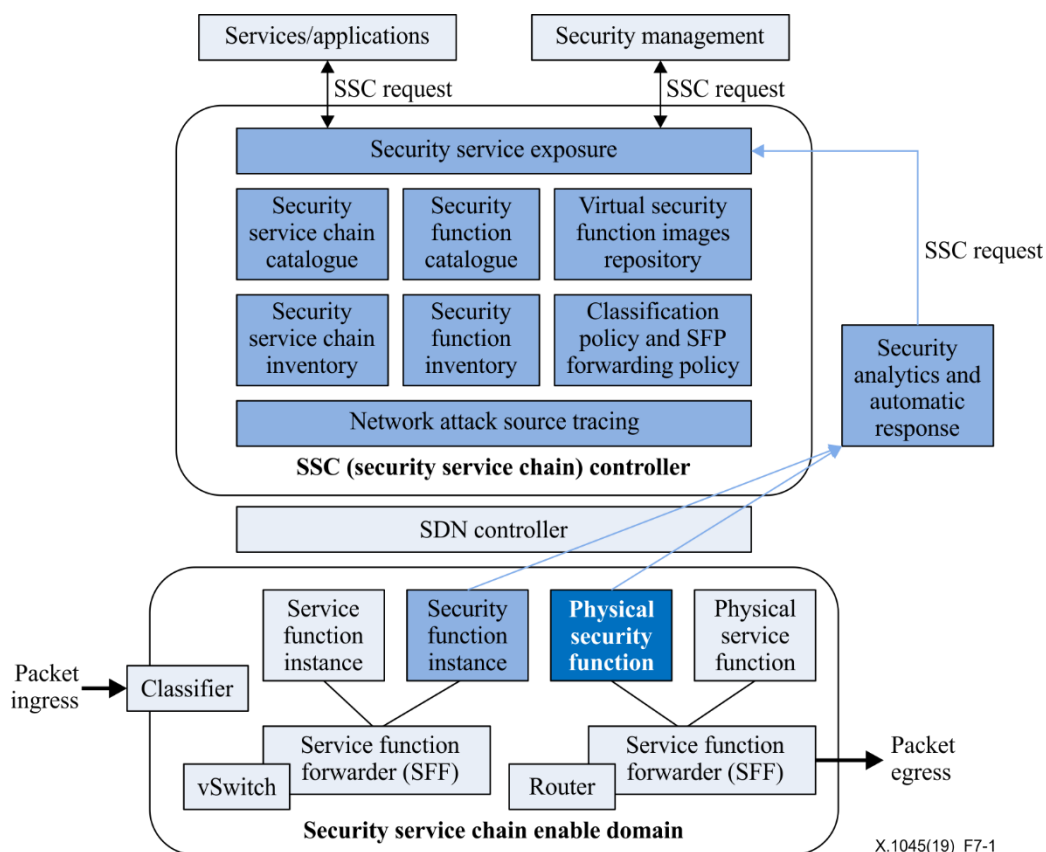 Services/applications
Security management
SSC request
SSC request
Security service exposure
Security
service chain
catalogue
Security
function
catalogue
Virtual security
function images
repository
SSC request
Security
service chain
inventory
Security
function
inventory
Classification
policy and SFP
forwarding policy
Security
analytics and
automatic
response
Network attack source tracing
SSC (security service chain) controller
SDN controller
Service
function
instance
Security
function
instance
Physical
security
function
Physical
service
function
Packet
ingress
Classifier
Service function
forwarder (SFF)
vSwitch
Service function
forwarder (SFF)
Router
Packet
egress
Security service chain enable domain
X.1045(19)_F7-1